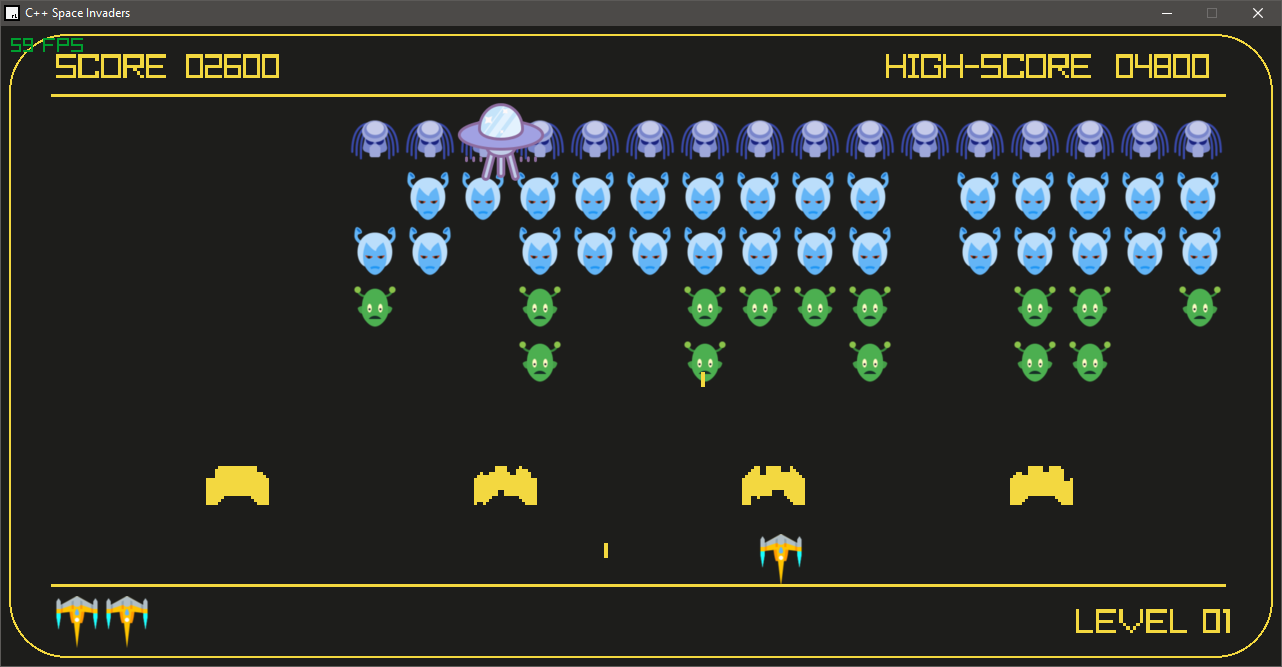 C++ Space Invaders
59 FPS
SCORE 02600
HIGH-SCORE 04800
LEVEL 01